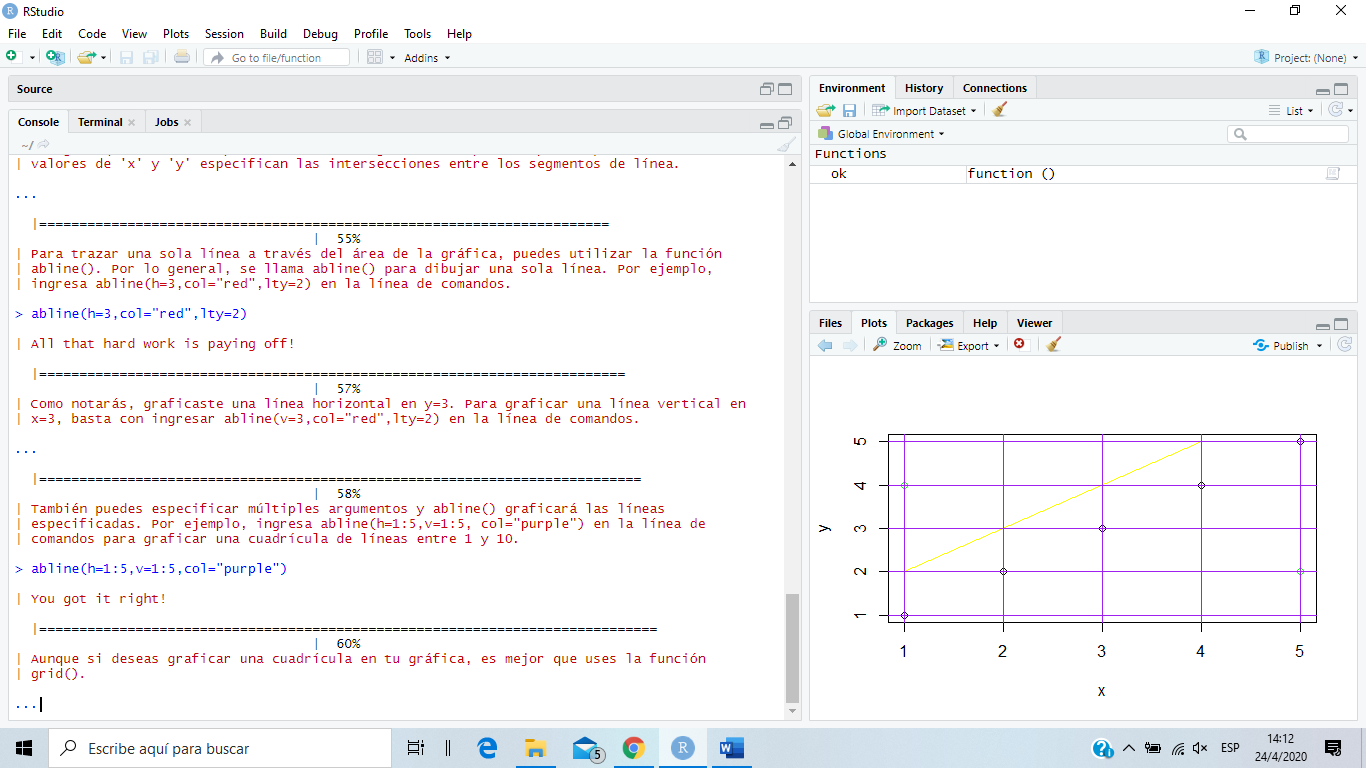 RStudio
File Edit Code View Plots Session Build Debug Profile Tools Help
Go to file/function Addins Project: (None)
Source
Console Terminal Jobs
~/
| valores de 'x' y 'y' especifican las intersecciones entre los segmentos de línea.
...
|=======================================================================
| 55%
| Para trazar una sola línea a través del área de la gráfica, puedes utilizar la función
| abline(). Por lo general, se llama abline() para dibujar una sola línea. Por ejemplo,
| ingresa abline(h=3,col="red",lty=2) en la línea de comandos.
> abline(h=3,col="red",lty=2)
| All that hard work is paying off!
|=========================================================================
| 57%
| Como notarás, graficaste una línea horizontal en y=3. Para graficar una línea vertical en
| x=3, basta con ingresar abline(v=3,col="red",lty=2) en la línea de comandos.
...
|===========================================================================
| 58%
| También puedes especificar múltiples argumentos y abline() graficará las líneas
| especificadas. Por ejemplo, ingresa abline(h=1:5,v=1:5, col="purple") en la línea de
| comandos para graficar una cuadrícula de líneas entre 1 y 10.
> abline(h=1:5,v=1:5,col="purple")
| You got it right!
|=============================================================================
| 60%
| Aunque si deseas graficar una cuadrícula en tu gráfica, es mejor que uses la función
| grid().
...
Environment History Connections
Import Dataset List
Global Environment
Functions
ok function ()
Files Plots Packages Help Viewer
Zoom Export Publish
5
4
3
2
1
y
1 2 3 4 5
x
Escribe aquí para buscar
5
ESP
14:12
24/4/2020